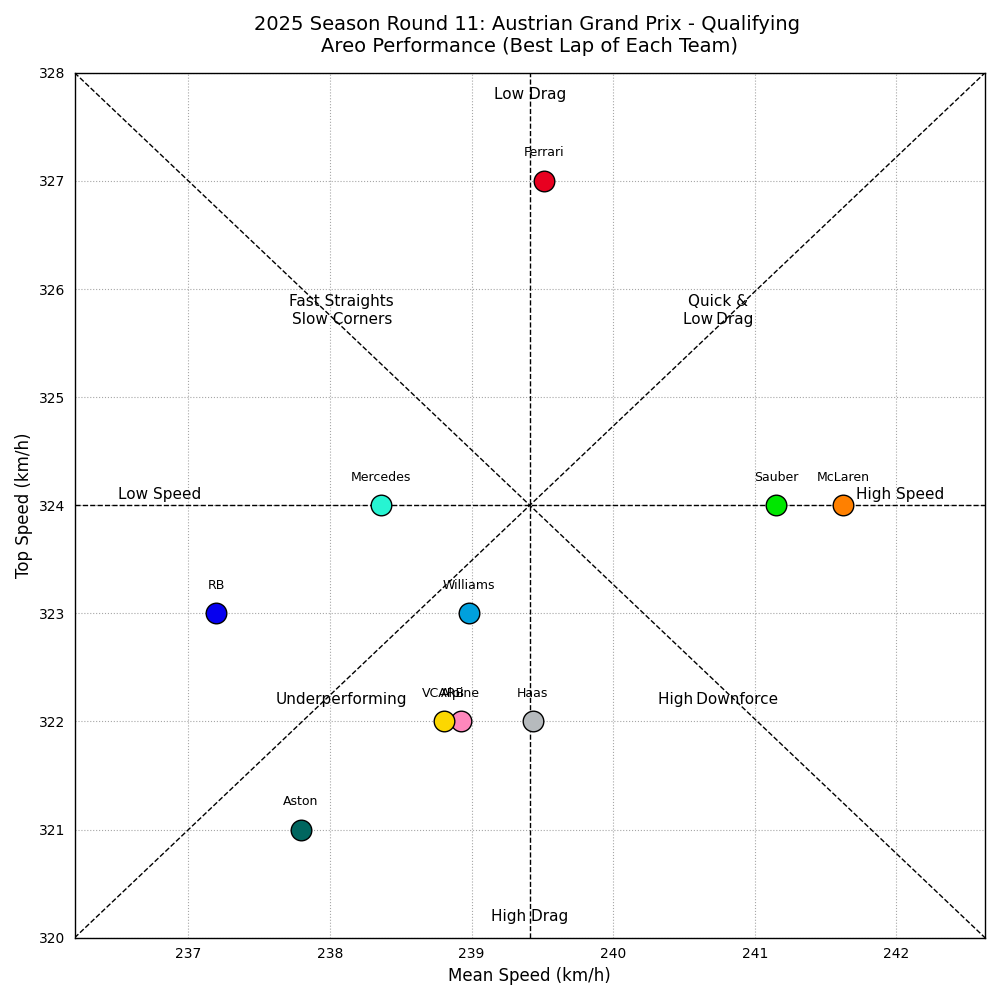 2025 Season Round 11: Austrian Grand Prix - Qualifying
Areo Performance (Best Lap of Each Team)
328
Low Drag
Ferrari
327
326
Fast Straights
Slow Corners
Quick &
Low Drag
325
Top Speed (km/h)
Mercedes
Sauber
McLaren
Low Speed
High Speed
324
RB
Williams
323
VCARB
Alpine
Haas
Underperforming
High Downforce
322
Aston
321
High Drag
320
237
238
239
240
241
242
Mean Speed (km/h)